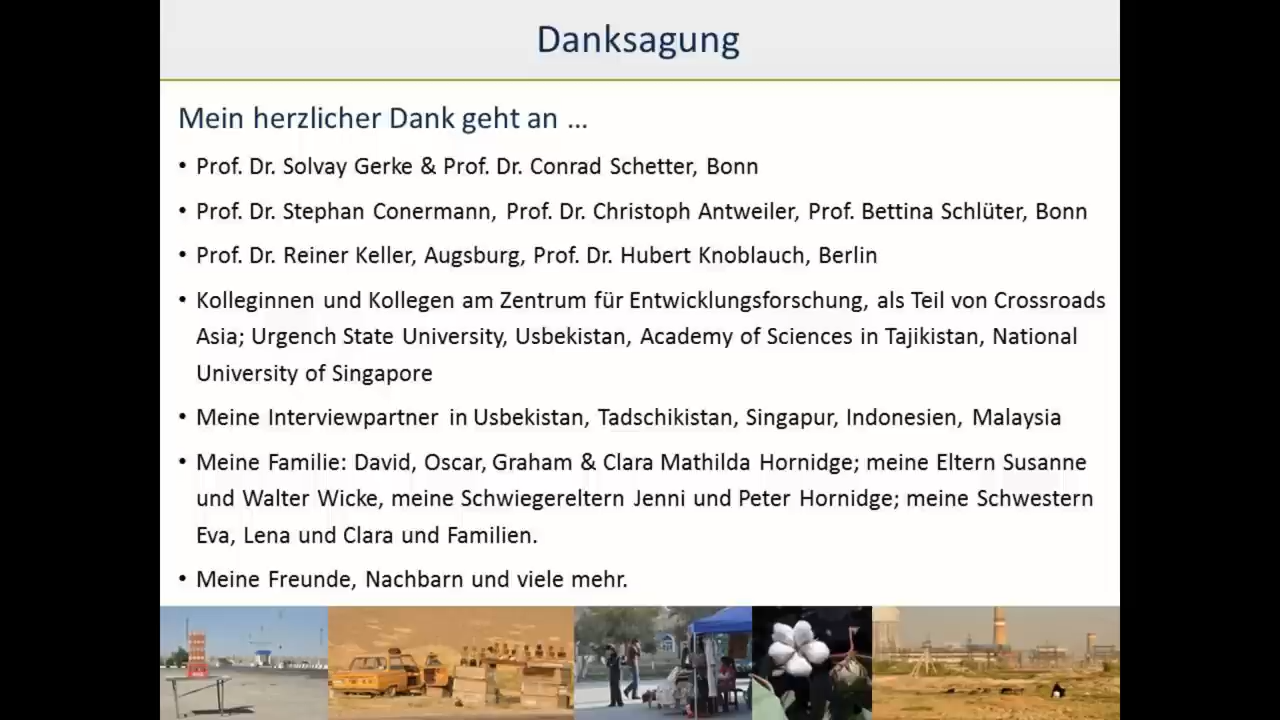 Danksagung
Mein herzlicher Dank geht an ...
• Prof. Dr. Solvay Gerke & Prof. Dr. Conrad Schetter, Bonn
• Prof. Dr. Stephan Conermann, Prof. Dr. Christoph Antweiler, Prof. Bettina Schlüter, Bonn
• Prof. Dr. Reiner Keller, Augsburg, Prof. Dr. Hubert Knoblauch, Berlin
• Kolleginnen und Kollegen am Zentrum für Entwicklungsforschung, als Teil von Crossroads
Asia; Urgench State University, Usbekistan, Academy of Sciences in Tajikistan, National
University of Singapore
• Meine Interviewpartner in Usbekistan, Tadschikistan, Singapur, Indonesien, Malaysia
• Meine Familie: David, Oscar, Graham & Clara Mathilda Hornidge; meine Eltern Susanne
und Walter Wicke, meine Schwiegereltern Jenni und Peter Hornidge; meine Schwestern
Eva, Lena und Clara und Familien.
• Meine Freunde, Nachbarn und viele mehr.